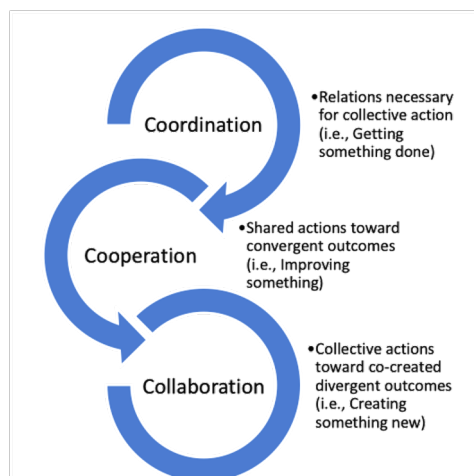 Coordination
•Relations necessary
for collective action
(i.e., Getting
something done)
Cooperation
•Shared actions toward
convergent outcomes
(i.e., Improving
something)
Collaboration
•Collective actions
toward co-created
divergent outcomes
(i.e., Creating
something new)